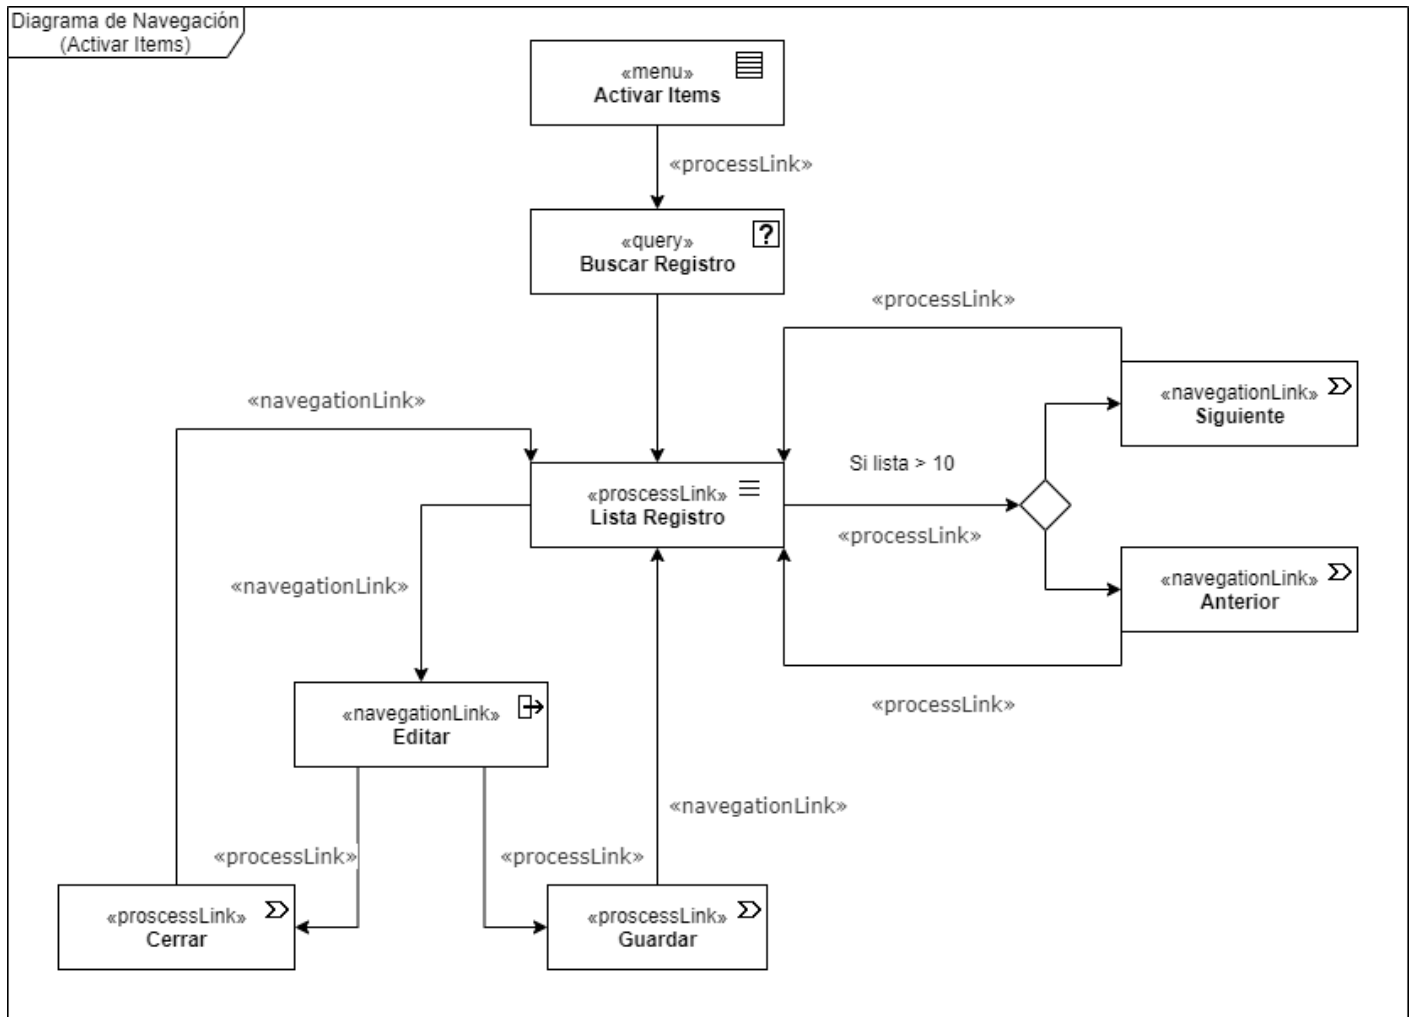 Diagrama de Navegación
(Activar Items)
«menu»
Activar Items
«processLink»
«query»
Buscar Registro
«processLink»
«navegationLink»
Siguiente
«navegationLink»
Si lista > 10
«proscessLink»
Lista Registro
«processLink»
«navegationLink»
«navegationLink»
Anterior
«navegationLink»
Editar
«processLink»
«navegationLink»
«processLink»
«processLink»
«proscessLink»
Cerrar
«proscessLink»
Guardar